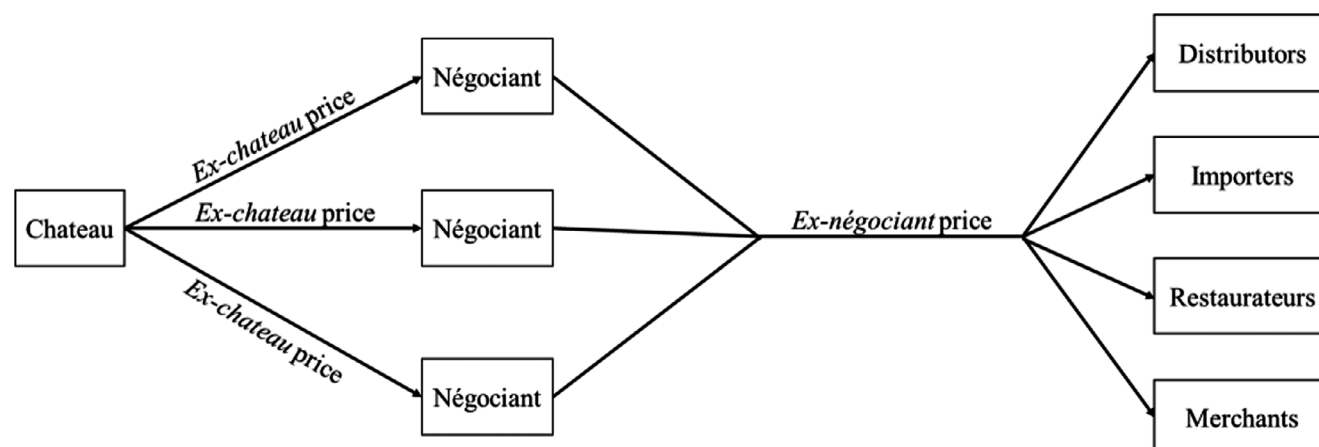 Distributors
Négociant
Ex-chateau price
Importers
Chateau
Ex-chateau price
Négociant
Ex-négociant price
Ex-chateau price
Restaurateurs
Négociant
Merchants